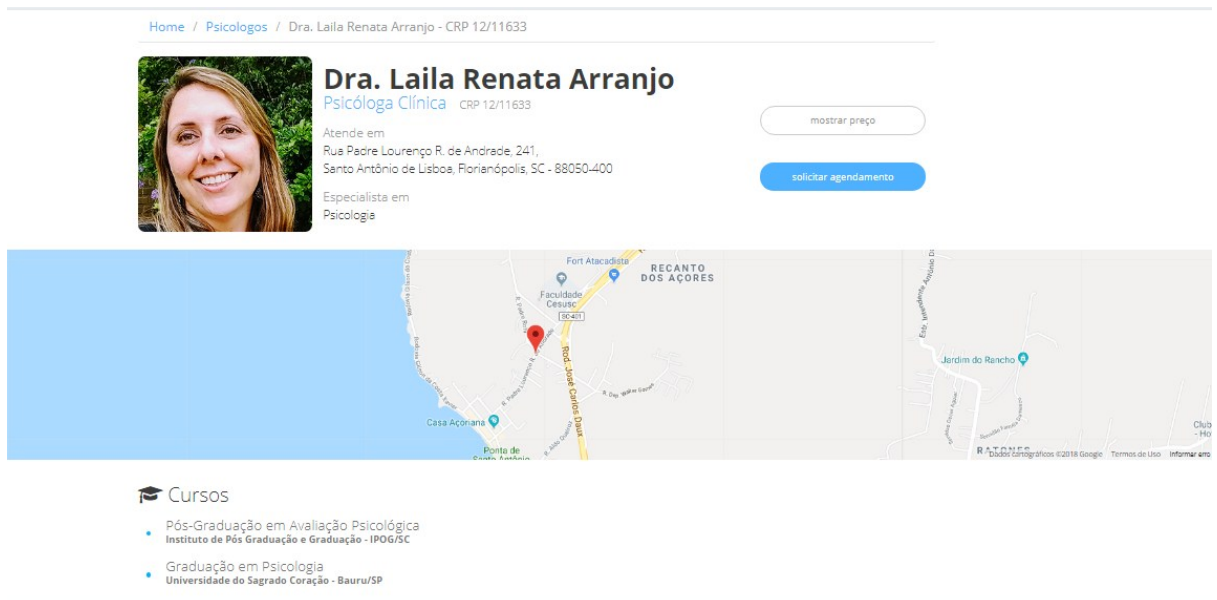 Home / Psicologos / Dra. Laila Renata Arranjo - CRP 12/11633
Dra. Laila Renata Arranjo
Psicóloga Clínica CRP 12/11633
mostrar preço
Atende em
Rua Padre Lourenço R. de Andrade, 241,
Santo Antônio de Lisboa, Florianópolis, SC - 88050-400
solicitar agendamento
Especialista em
Psicologia
Fort Atacadista
RECANTO
DOS AÇORES
Faculdade
Cesusc
SC-401
Rod. José Carlos Daux
Jardim do Rancho
Casa Açoriana
Ponta de
Santo Antônio
Club
- Ho
RATONES
Dados cartográficos ©2018 Google Termos de Uso Informar erro
Cursos
Pós-Graduação em Avaliação Psicológica
Instituto de Pós Graduação e Graduação - IPOG/SC
Graduação em Psicologia
Universidade do Sagrado Coração - Bauru/SP